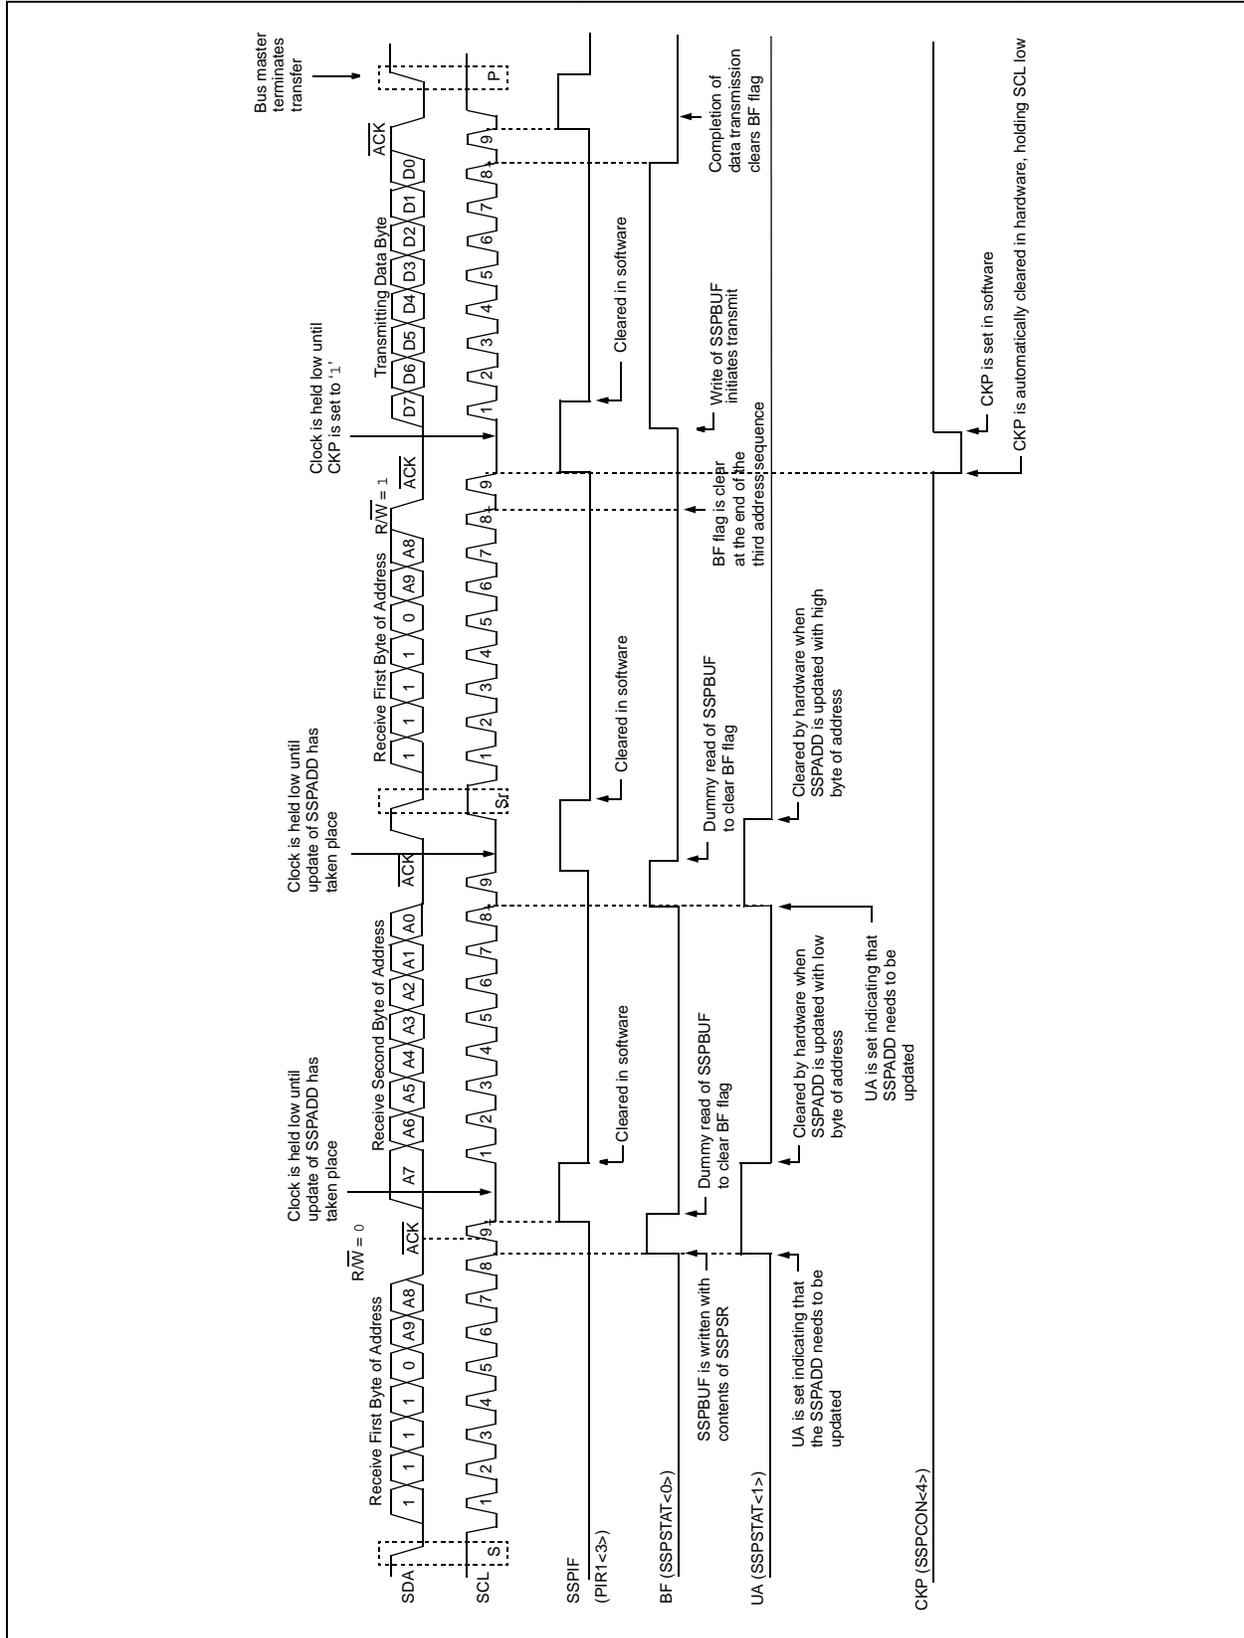 Receive First Byte of Address
R/W = 0
SDA
1
1
1
1
0
A9
A8
ACK
Clock is held low until
update of SSPADD has
taken place
Receive Second Byte of Address
A7
A6
A5
A4
A3
A2
A1
A0
ACK
Clock is held low until
update of SSPADD has
taken place
Receive First Byte of Address
1
1
1
1
0
A9
A8
R/W = 1
ACK
Clock is held low until
CKP is set to ‘1’
Transmitting Data Byte
D7
D6
D5
D4
D3
D2
D1
D0
ACK
Bus master
terminates
transfer
SCL
S
1
2
3
4
5
6
7
8
9
1
2
3
4
5
6
7
8
9
Sr
1
2
3
4
5
6
7
8
9
1
2
3
4
5
6
7
8
9
P
SSPIF
(PIR1<3>)
Cleared in software
Cleared in software
Cleared in software
BF (SSPSTAT<0>)
SSPBUF is written with
contents of SSPSR
Dummy read of SSPBUF
to clear BF flag
Dummy read of SSPBUF
to clear BF flag
BF flag is clear
at the end of the
third address sequence
Write of SSPBUF
initiates transmit
Completion of
data transmission
clears BF flag
UA (SSPSTAT<1>)
UA is set indicating that
the SSPADD needs to be
updated
Cleared by hardware when
SSPADD is updated with low
byte of address
UA is set indicating that
SSPADD needs to be
updated
Cleared by hardware when
SSPADD is updated with high
byte of address
CKP (SSPCON<4>)
CKP is set in software
CKP is automatically cleared in hardware, holding SCL low